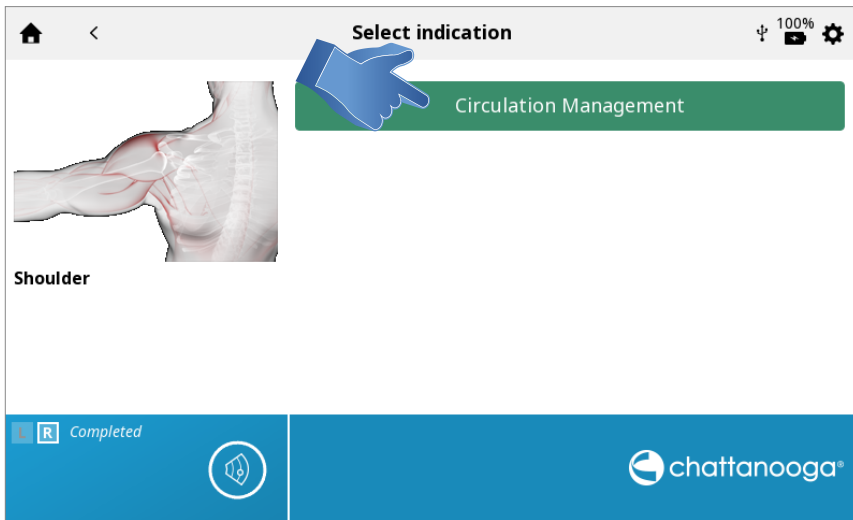 Select indication
100%
Circulation Management
Shoulder
L R Completed
chattanooga®